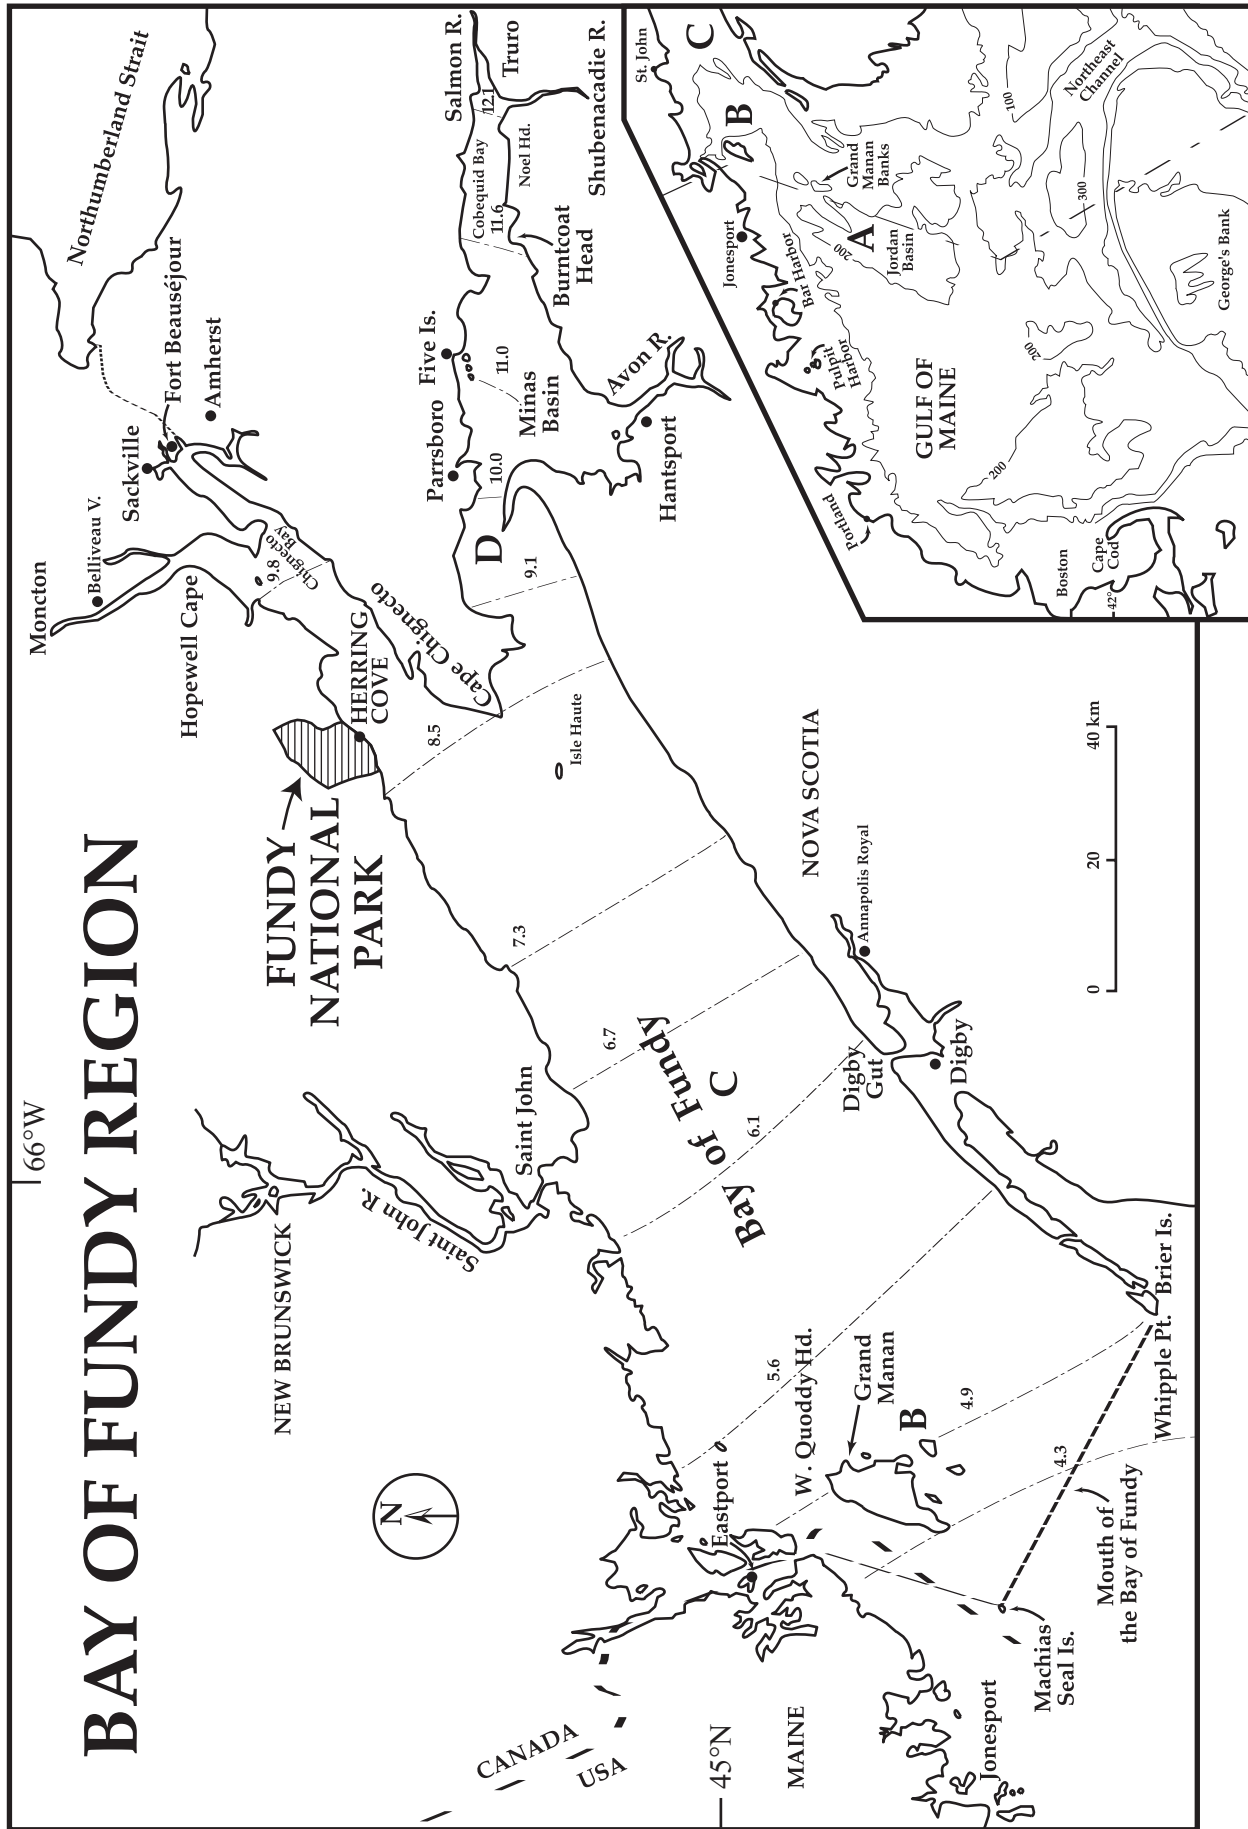 BAY OF FUNDY REGION
66°W
Northumberland Strait
Moncton
Belliveau V.
Sackville
Fort Beauséjour
Amherst
Hopewell Cape
Chignecto
Bay
9.8
Cape Chignecto
HERRING
COVE
FUNDY
NATIONAL
PARK
NEW BRUNSWICK
Saint John R.
Saint John
N
CANADA
USA
45°N
MAINE
Salmon R.
Truro
12.1
Cobequid Bay
11.6
Noel Hd.
Shubenacadie R.
Burntcoat
Head
Five Is.
11.0
Minas
Basin
Avon R.
Parrsboro
10.0
Hantsport
D
9.1
8.5
Isle Haute
7.3
6.7
Bay of Fundy
C
6.1
5.6
NOVA SCOTIA
Annapolis Royal
Digby
Gut
Digby
W. Quoddy Hd.
Grand
Manan
B
4.9
4.3
Eastport
Whipple Pt.
Brier Is.
Mouth of
the Bay of Fundy
Machias
Seal Is.
Jonesport
0
20
40 km
St. John
C
B
Jonesport
Grand
Manan
Banks
A
Jordan
Basin
200
Bar Harbor
Pulpit
Harbor
GULF OF
MAINE
Portland
Boston
Cape
Cod
42°
200
200
300
100
Northeast
Channel
George's Bank